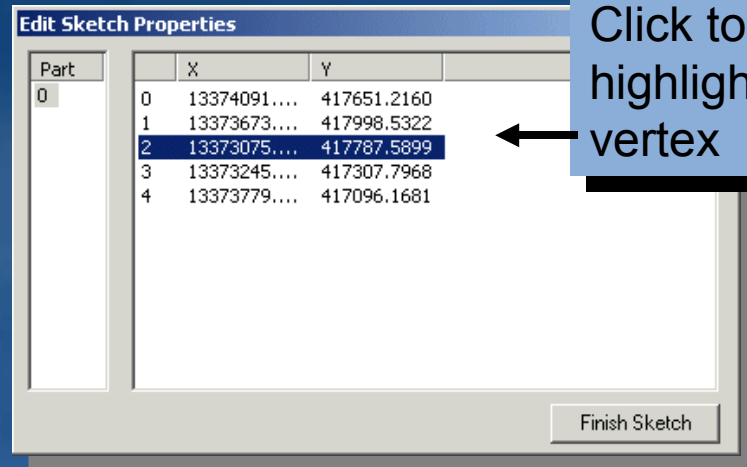 Edit Sketch Properties
Click to
highligh
vertex
Part
0
X Y
0 13374091.... 417651.2160
1 13373673.... 417998.5322
2 13373075.... 417787.5899
3 13373245.... 417307.7968
4 13373779.... 417096.1681
Finish Sketch